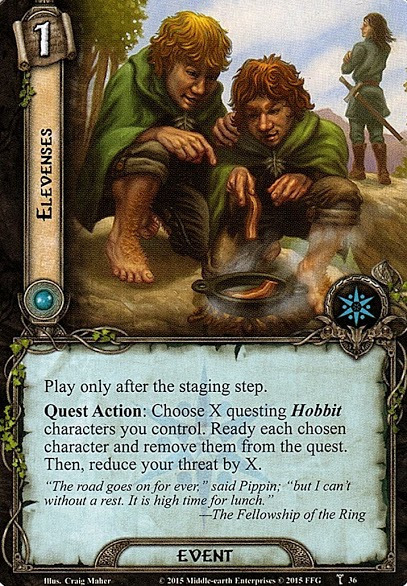 1
ELEVENSES
Play only after the staging step.
Quest Action: Choose X questing Hobbit
characters you control. Ready each chosen
character and remove them from the quest.
Then, reduce your threat by X.
“The road goes on for ever,” said Pippin; “but I can’t
without a rest. It is high time for lunch.”
—The Fellowship of the Ring
EVENT
Illus. Craig Maher © 2015 Middle-earth Enterprises © 2015 FFG 36